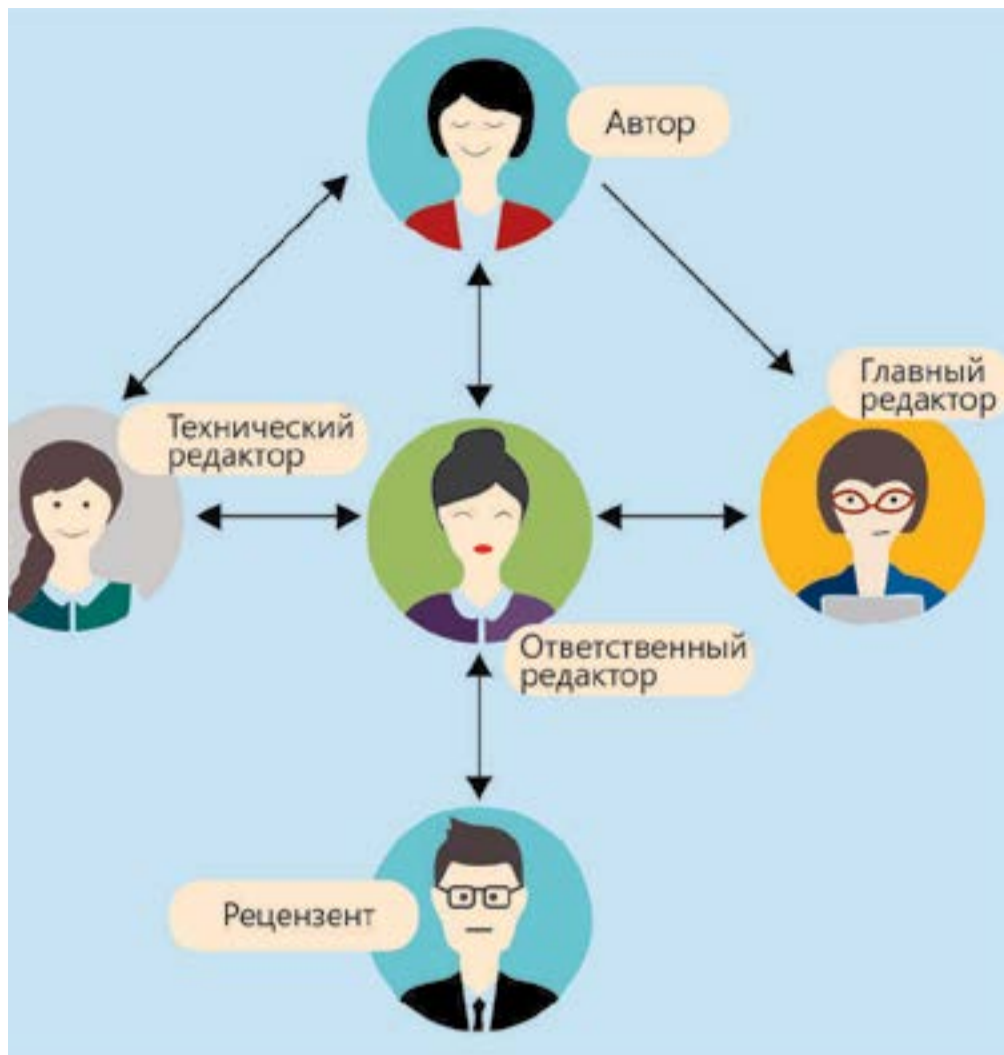 Автор
Главный
редактор
Технический
редактор
Ответственный
редактор
Рецензент